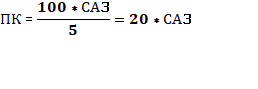 ПК = 100 * САЗ / 5 = 20 * САЗ